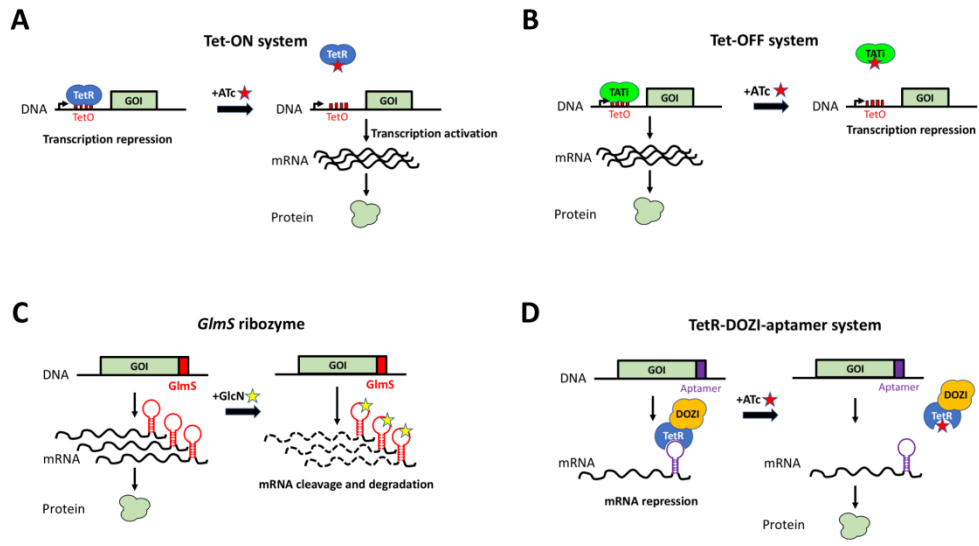 A
Tet-ON system
TetR
TetR
GOI
+ATc
GOI
DNA
DNA
TetO
TetO
Transcription repression
Transcription activation
mRNA
Protein
B
Tet-OFF system
TATi
TATi
GOI
+ATc
GOI
DNA
DNA
TetO
TetO
Transcription repression
mRNA
Protein
C
GlmS ribozyme
GOI
GOI
DNA
GlmS
+GlcN
GlmS
mRNA
mRNA cleavage and degradation
Protein
D
TetR-DOZI-aptamer system
GOI
GOI
DNA
Aptamer
+ATc
Aptamer
DOZI
DOZI
TetR
TetR
mRNA
mRNA
mRNA repression
Protein